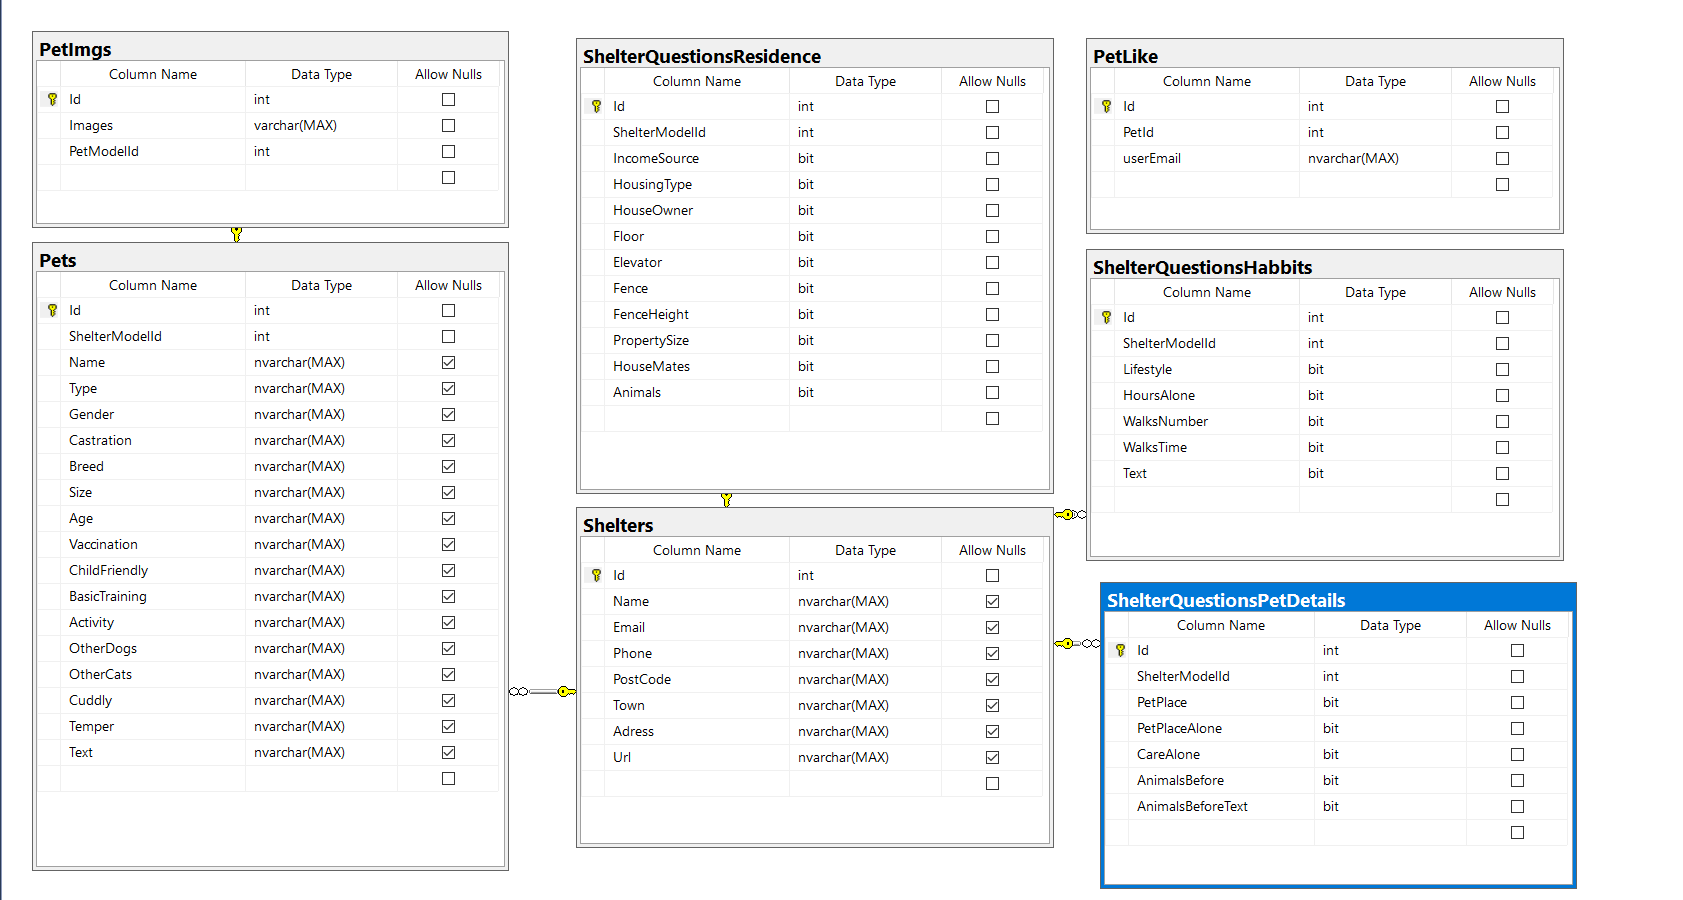 PetImgs
Column Name Data Type Allow Nulls
Id int
Images varchar(MAX)
PetModelId int
Pets
Column Name Data Type Allow Nulls
Id int
ShelterModelId int
Name nvarchar(MAX)
Type nvarchar(MAX)
Gender nvarchar(MAX)
Castration nvarchar(MAX)
Breed nvarchar(MAX)
Size nvarchar(MAX)
Age nvarchar(MAX)
Vaccination nvarchar(MAX)
ChildFriendly nvarchar(MAX)
BasicTraining nvarchar(MAX)
Activity nvarchar(MAX)
OtherDogs nvarchar(MAX)
OtherCats nvarchar(MAX)
Cuddly nvarchar(MAX)
Temper nvarchar(MAX)
Text nvarchar(MAX)
ShelterQuestionsResidence
Column Name Data Type Allow Nulls
Id int
ShelterModelId int
IncomeSource bit
HousingType bit
HouseOwner bit
Floor bit
Elevator bit
Fence bit
FenceHeight bit
PropertySize bit
HouseMates bit
Animals bit
Shelters
Column Name Data Type Allow Nulls
Id int
Name nvarchar(MAX)
Email nvarchar(MAX)
Phone nvarchar(MAX)
PostCode nvarchar(MAX)
Town nvarchar(MAX)
Adress nvarchar(MAX)
Url nvarchar(MAX)
PetLike
Column Name Data Type Allow Nulls
Id int
PetId int
userEmail nvarchar(MAX)
ShelterQuestionsHabbits
Column Name Data Type Allow Nulls
Id int
ShelterModelId int
Lifestyle bit
HoursAlone bit
WalksNumber bit
WalksTime bit
Text bit
ShelterQuestionsPetDetails
Column Name Data Type Allow Nulls
Id int
ShelterModelId int
PetPlace bit
PetPlaceAlone bit
CareAlone bit
AnimalsBefore bit
AnimalsBeforeText bit